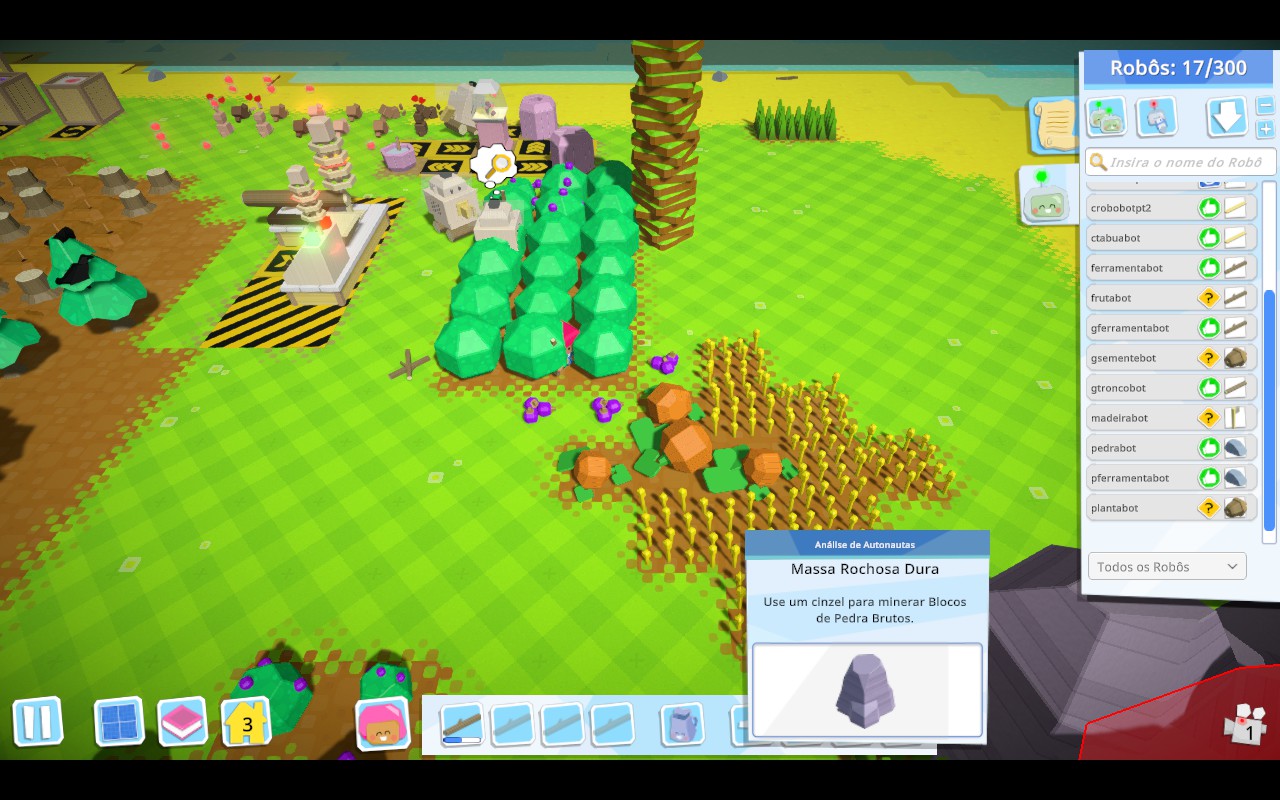 Robôs: 17/300
Insira o nome do Robô
crobobotpt2
ctabuabot
ferramentabot
frutabot
gferramentabot
gsementebot
gtroncobot
madeirabot
pedrabot
pferramentabot
plantabot
Todos os Robôs
Análise de Autonautas
Massa Rochosa Dura
Use um cinzel para minerar Blocos
de Pedra Brutos.
3
1